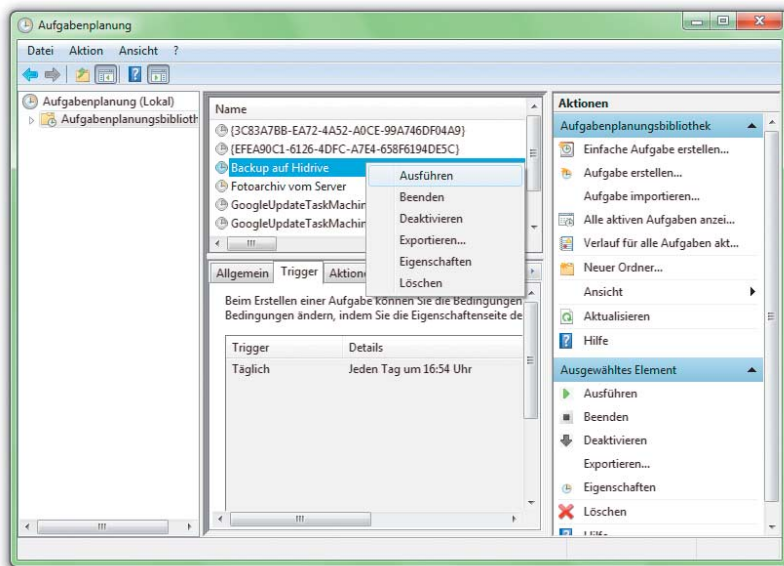 Aufgabenplanung
Datei Aktion Ansicht ?
Aufgabenplanung (Lokal)
Aufgabenplanungsbiblioth
Name
{3C83A7BB-EA72-4A52-A0CE-99A746DF04A9}
{EFEA90C1-6126-4DFC-A7E4-658F6194DE5C}
Backup auf Hidrive
Fotoarchiv vom Server
GoogleUpdateTaskMachin
GoogleUpdateTaskMachin
Ausführen
Beenden
Deaktivieren
Exportieren...
Eigenschaften
Löschen
Allgemein Trigger Aktione
Beim Erstellen einer Aufgabe können Sie die Bedingungen
Bedingungen ändern, indem Sie die Eigenschaftenseite de
Trigger Details
Täglich Jeden Tag um 16:54 Uhr
Aktionen
Aufgabenplanungsbibliothek
Einfache Aufgabe erstellen...
Aufgabe erstellen...
Aufgabe importieren...
Alle aktiven Aufgaben anzei...
Verlauf für alle Aufgaben akt...
Neuer Ordner...
Ansicht
Aktualisieren
Hilfe
Ausgewähltes Element
Ausführen
Beenden
Deaktivieren
Exportieren...
Eigenschaften
Löschen
Hilfe